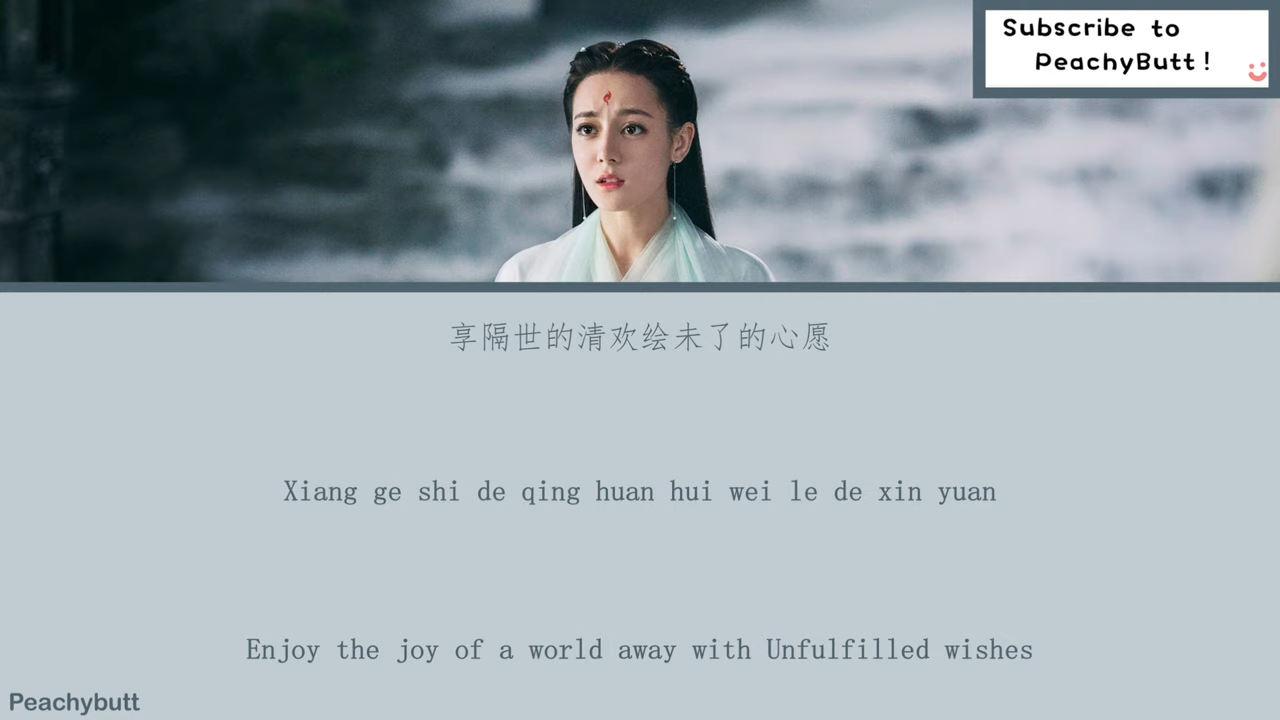 Subscribe to
PeachyButt!
享隔世的清欢绘未了的心愿
Xiang ge shi de qing huan hui wei le de xin yuan
Enjoy the joy of a world away with Unfulfilled wishes
Peachybutt